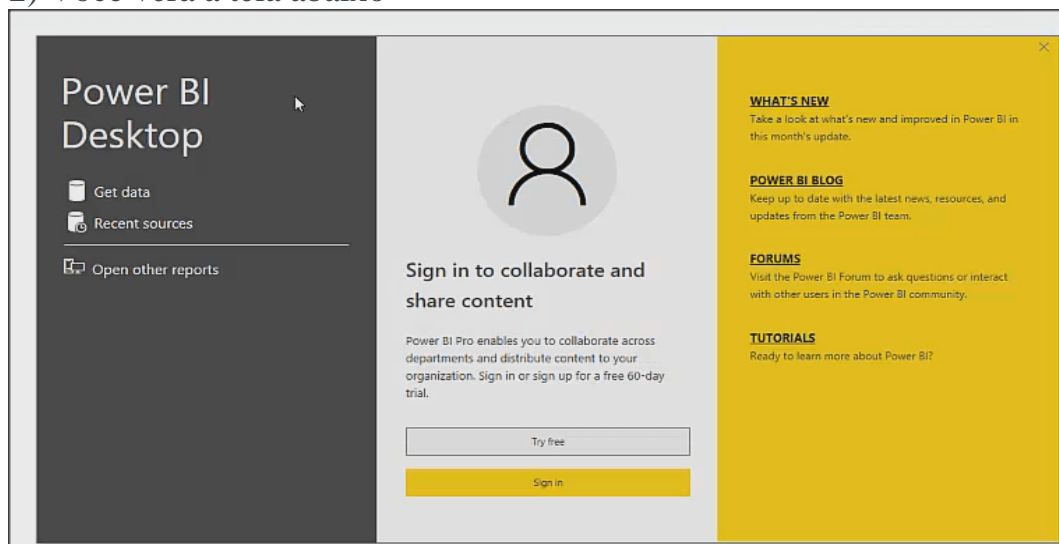 2) Você verá a tela abaixo
Power BI
Desktop
Get data
Recent sources
Open other reports
Sign in to collaborate and
share content
Power BI Pro enables you to collaborate across
departments and distribute content to your
organization. Sign in or sign up for a free 60-day
trial.
Try free
Sign in
WHAT'S NEW
Take a look at what's new and improved in Power BI in
this month's update.
POWER BI BLOG
Keep up to date with the latest news, resources, and
updates from the Power BI team.
FORUMS
Visit the Power BI Forum to ask questions or interact
with other users in the Power BI community.
TUTORIALS
Ready to learn more about Power BI?